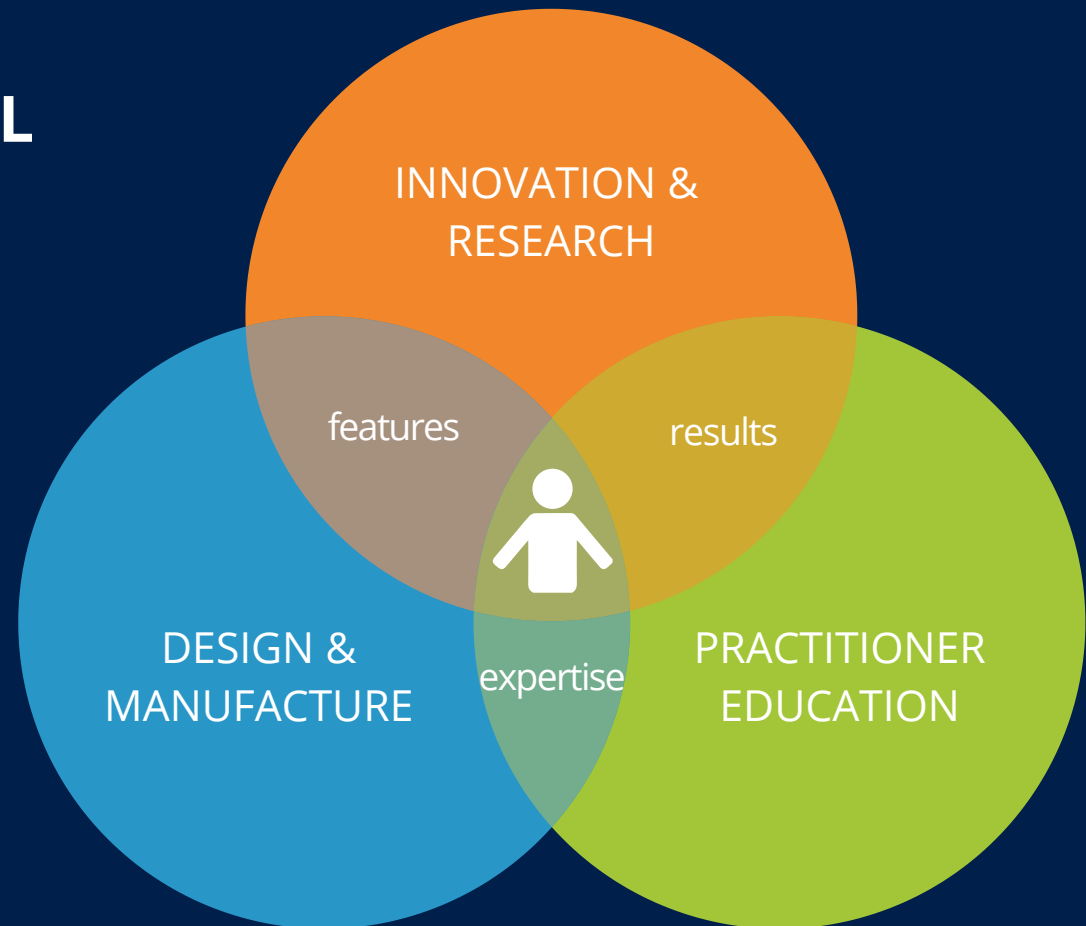 L
INNOVATION &
RESEARCH
features
results
DESIGN &
MANUFACTURE
expertise
PRACTITIONER
EDUCATION